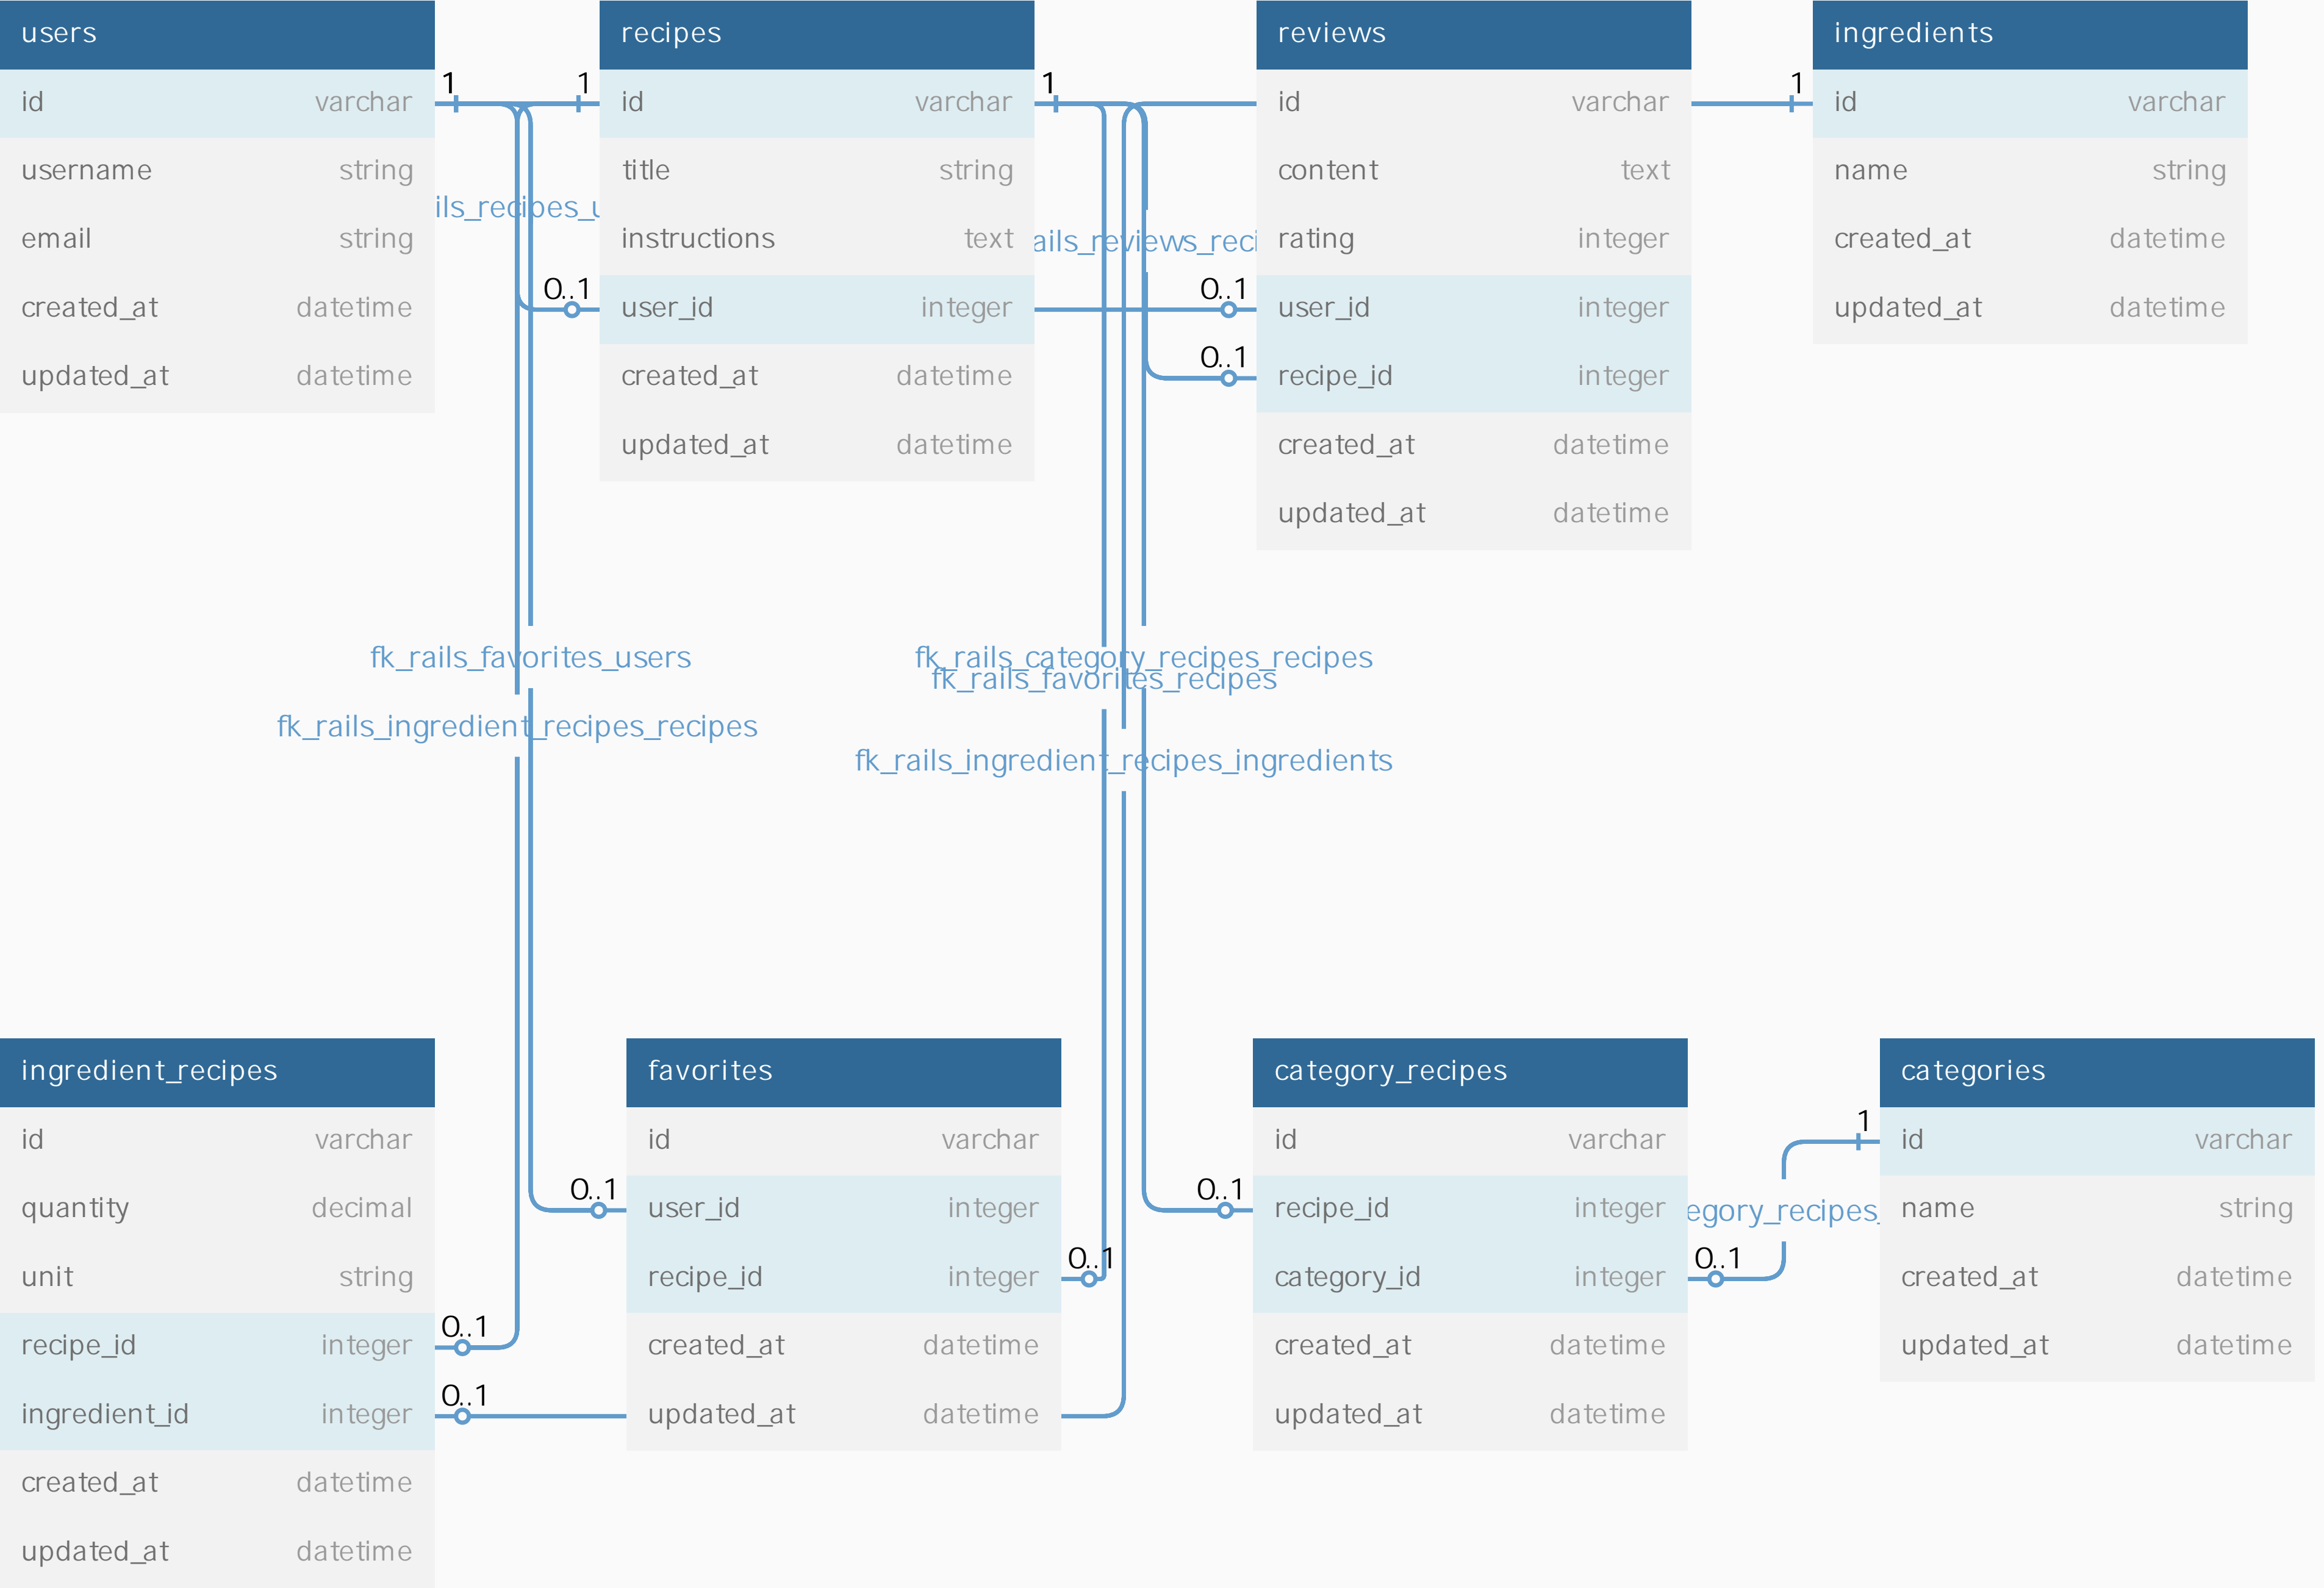 users
id varchar
username string
email string
created_at datetime
updated_at datetime
1
1
ils_recipes_u
0..1
recipes
id varchar
title string
instructions text
user_id integer
created_at datetime
updated_at datetime
1
ails_reviews_reci
0..1
0..1
reviews
id varchar
content text
rating integer
user_id integer
recipe_id integer
created_at datetime
updated_at datetime
1
ingredients
id varchar
name string
created_at datetime
updated_at datetime
fk_rails_favorites_users
fk_rails_ingredient_recipes_recipes
fk_rails_category_recipes_recipes
fk_rails_favorites_recipes
fk_rails_ingredient_recipes_ingredients
ingredient_recipes
id varchar
quantity decimal
unit string
recipe_id integer
ingredient_id integer
created_at datetime
updated_at datetime
0..1
0..1
0..1
favorites
id varchar
user_id integer
recipe_id integer
created_at datetime
updated_at datetime
0..1
0..1
category_recipes
id varchar
recipe_id integer
category_id integer
created_at datetime
updated_at datetime
1
egory_recipes_
0..1
categories
id varchar
name string
created_at datetime
updated_at datetime